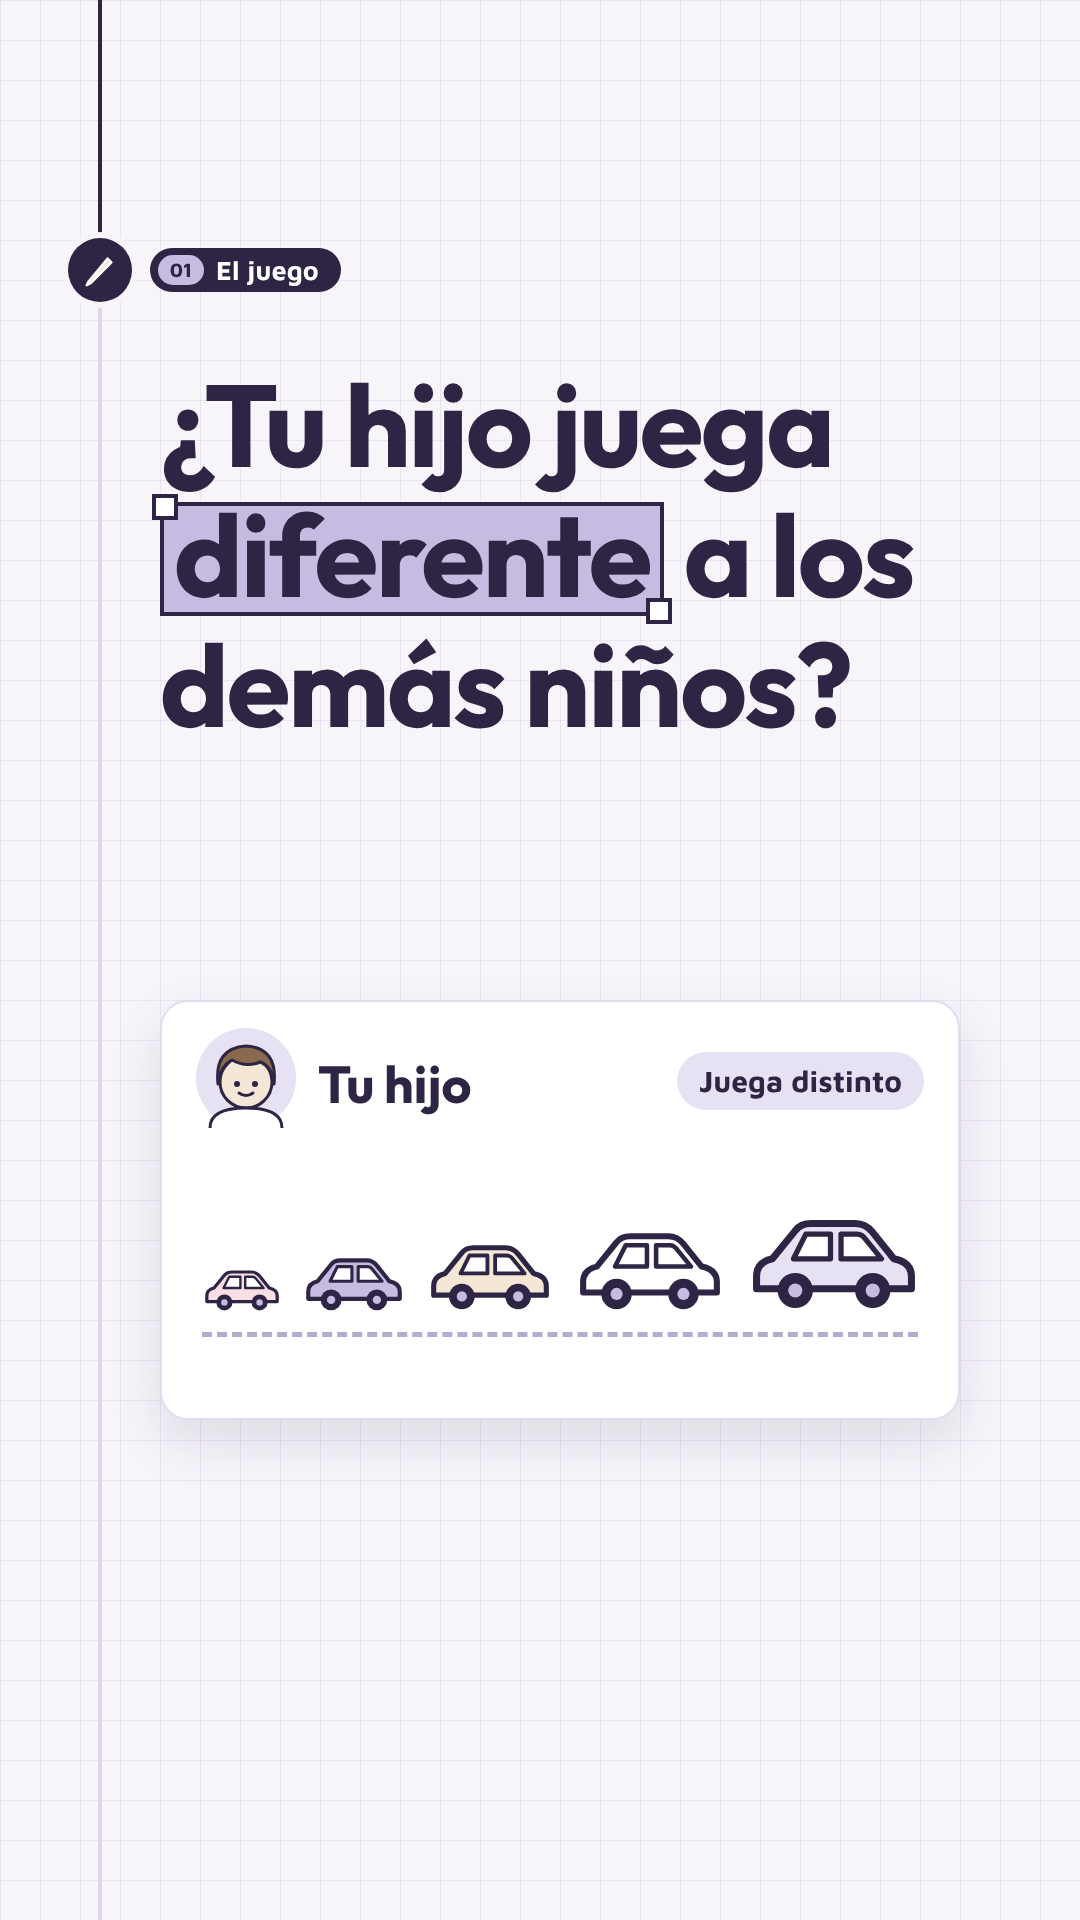 01 El juego
¿Tu hijo juega
diferente a los
demás niños?
Tu hijo
Juega distinto